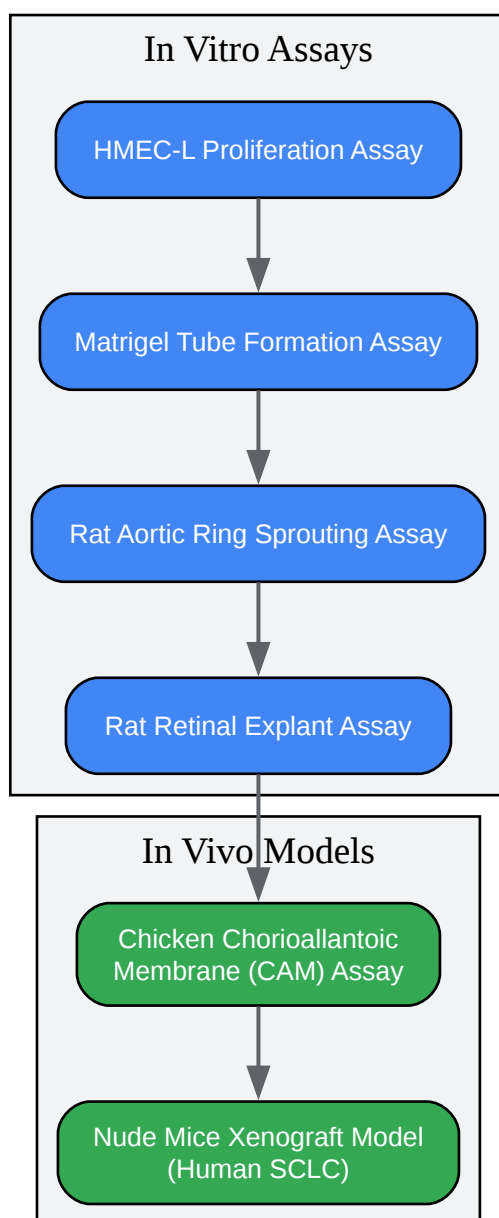 In Vitro Assays
HMEC-L Proliferation Assay
Matrigel Tube Formation Assay
Rat Aortic Ring Sprouting Assay
Rat Retinal Explant Assay
In Vivo Models
Chicken Chorioallantoic
Membrane (CAM) Assay
Nude Mice Xenograft Model
(Human SCLC)